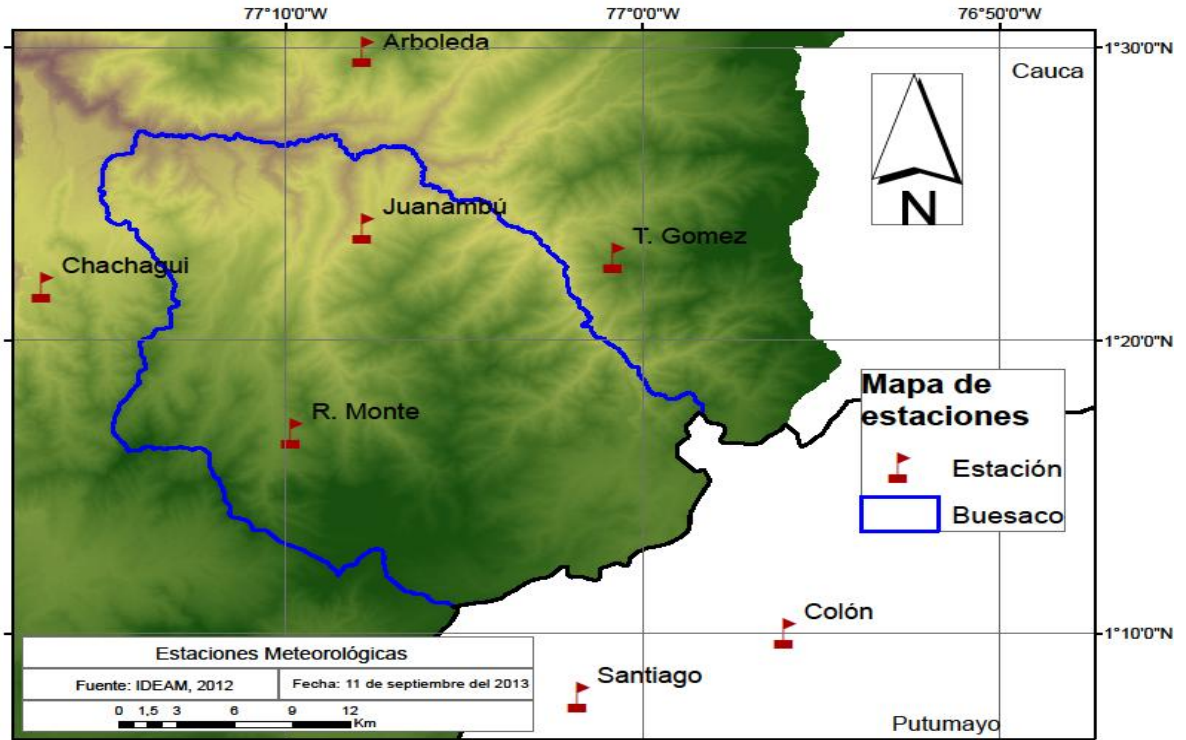 77°10'0"W 77°0'0"W 76°50'0"W
Arboleda
1°30'0"N
Cauca
N
Juanambú
T. Gomez
Chachagui
1°20'0"N
Mapa de
estaciones
R. Monte
Estación
Buesaco
Colón
1°10'0"N
Estaciones Meteorológicas
Santiago
Fuente: IDEAM, 2012 Fecha: 11 de septiembre del 2013
0 1,5 3 6 9 12
Km
Putumayo